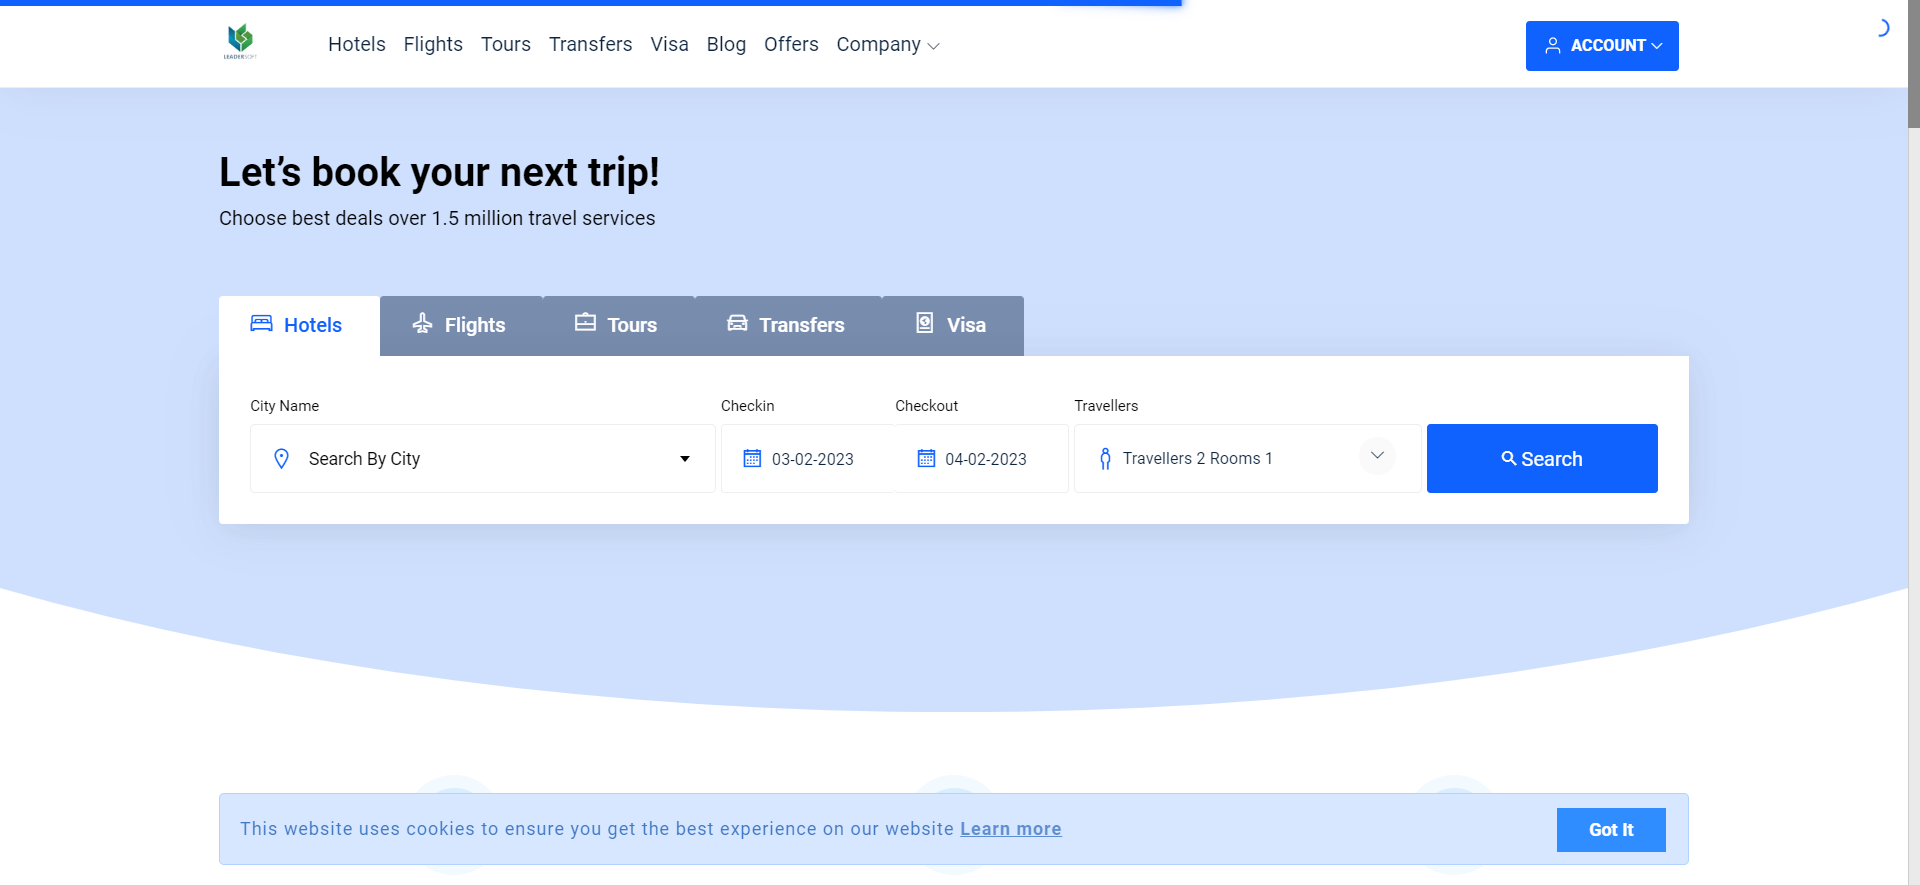 LEADERSOFT
Hotels Flights Tours Transfers Visa Blog Offers Company
ACCOUNT
Let's book your next trip!
Choose best deals over 1.5 million travel services
Hotels Flights Tours Transfers Visa
City Name Checkin Checkout Travellers
Search By City 03-02-2023 04-02-2023 Travellers 2 Rooms 1 Search
This website uses cookies to ensure you get the best experience on our website Learn more
Got It